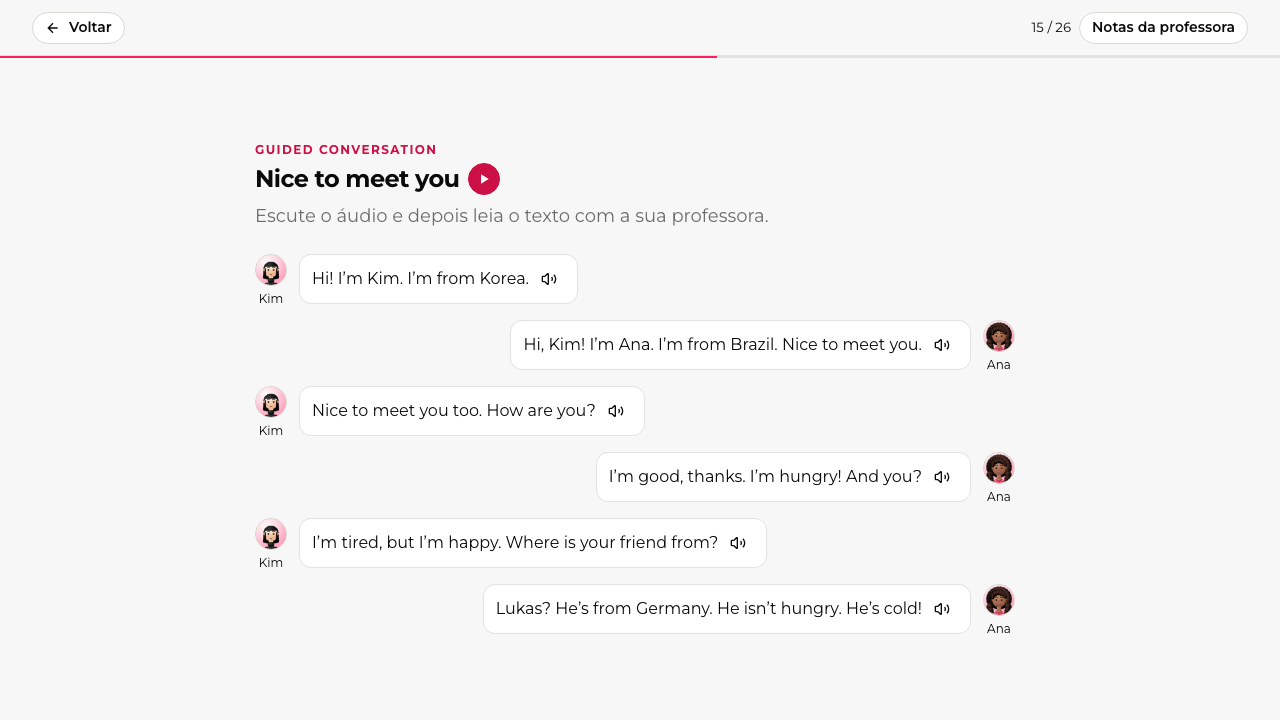 Voltar
15 / 26
Notas da professora
GUIDED CONVERSATION
Nice to meet you
Escute o áudio e depois leia o texto com a sua professora.
Hi! I’m Kim. I’m from Korea.
Kim
Hi, Kim! I’m Ana. I’m from Brazil. Nice to meet you.
Ana
Nice to meet you too. How are you?
Kim
I’m good, thanks. I’m hungry! And you?
Ana
I’m tired, but I’m happy. Where is your friend from?
Kim
Lukas? He’s from Germany. He isn’t hungry. He’s cold!
Ana